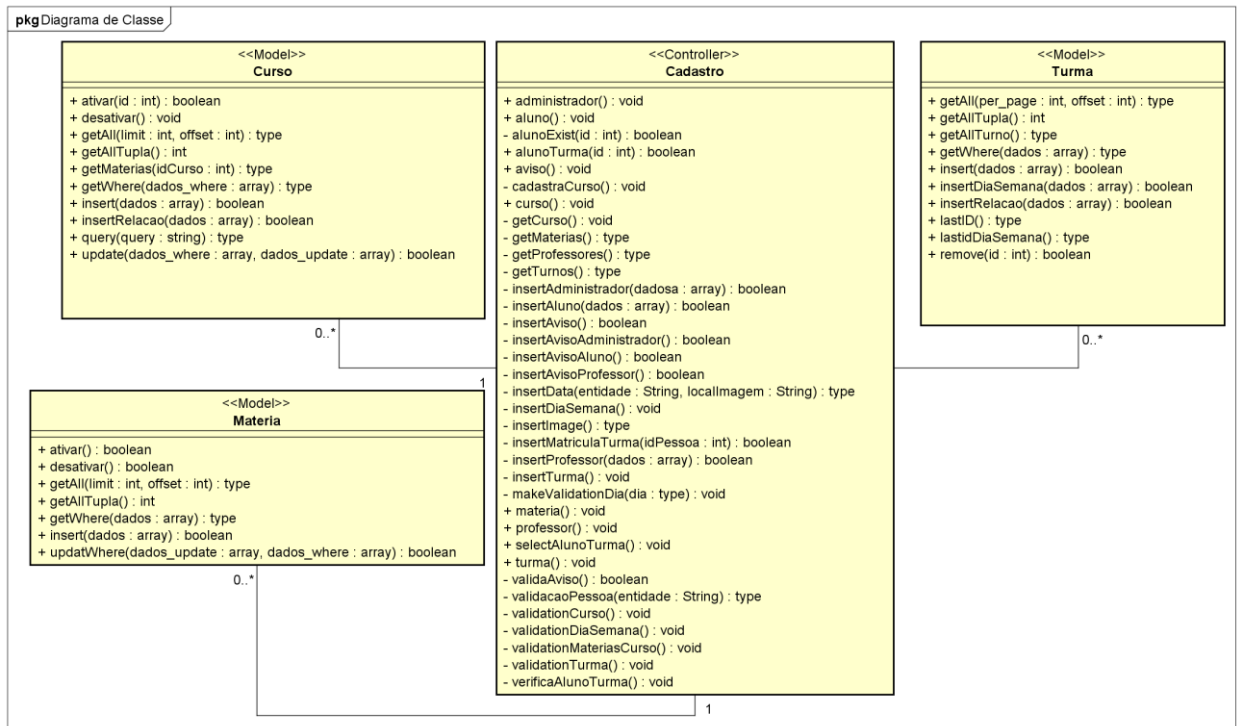 pkg Diagrama de Classe
<<Model>>
Curso
+ ativar(id : int) : boolean
+ desativar() : void
+ getAll(limit : int, offset : int) : type
+ getAllTupla() : int
+ getMaterias(idCurso : int) : type
+ getWhere(dados_where : array) : type
+ insert(dados : array) : boolean
+ insertRelacao(dados : array) : boolean
+ query(query : string) : type
+ update(dados_where : array, dados_update : array) : boolean
0..*
1
<<Model>>
Materia
+ ativar() : boolean
+ desativar() : boolean
+ getAll(limit : int, offset : int) : type
+ getAllTupla() : int
+ getWhere(dados : array) : type
+ insert(dados : array) : boolean
+ updatWhere(dados_update : array, dados_where : array) : boolean
0..*
<<Controller>>
Cadastro
+ administrador() : void
+ aluno() : void
- alunoExist(id : int) : boolean
+ alunoTurma(id : int) : boolean
+ aviso() : void
- cadastraCurso() : void
+ curso() : void
- getCurso() : void
- getMaterias() : type
- getProfessores() : type
- getTurnos() : type
- insertAdministrador(dadosa : array) : boolean
- insertAluno(dados : array) : boolean
- insertAviso() : boolean
- insertAvisoAdministrador() : boolean
- insertAvisoAluno() : boolean
- insertAvisoProfessor() : boolean
- insertData(entidade : String, localImagem : String) : type
- insertDiaSemana() : void
- insertImage() : type
- insertMatriculaTurma(idPessoa : int) : boolean
- insertProfessor(dados : array) : boolean
- insertTurma() : void
- makeValidationDia(dia : type) : void
+ materia() : void
+ professor() : void
+ selectAlunoTurma() : void
+ turma() : void
- validaAviso() : boolean
- validacaoPessoa(entidade : String) : type
- validationCurso() : void
- validationDiaSemana() : void
- validationMateriasCurso() : void
- validationTurma() : void
- verificaAlunoTurma() : void
1
<<Model>>
Turma
+ getAll(per_page : int, offset : int) : type
+ getAllTupla() : int
+ getAllTurno() : type
+ getWhere(dados : array) : type
+ insert(dados : array) : boolean
+ insertDiaSemana(dados : array) : boolean
+ insertRelacao(dados : array) : boolean
+ lastID() : type
+ lastidDiaSemana() : type
+ remove(id : int) : boolean
0..*